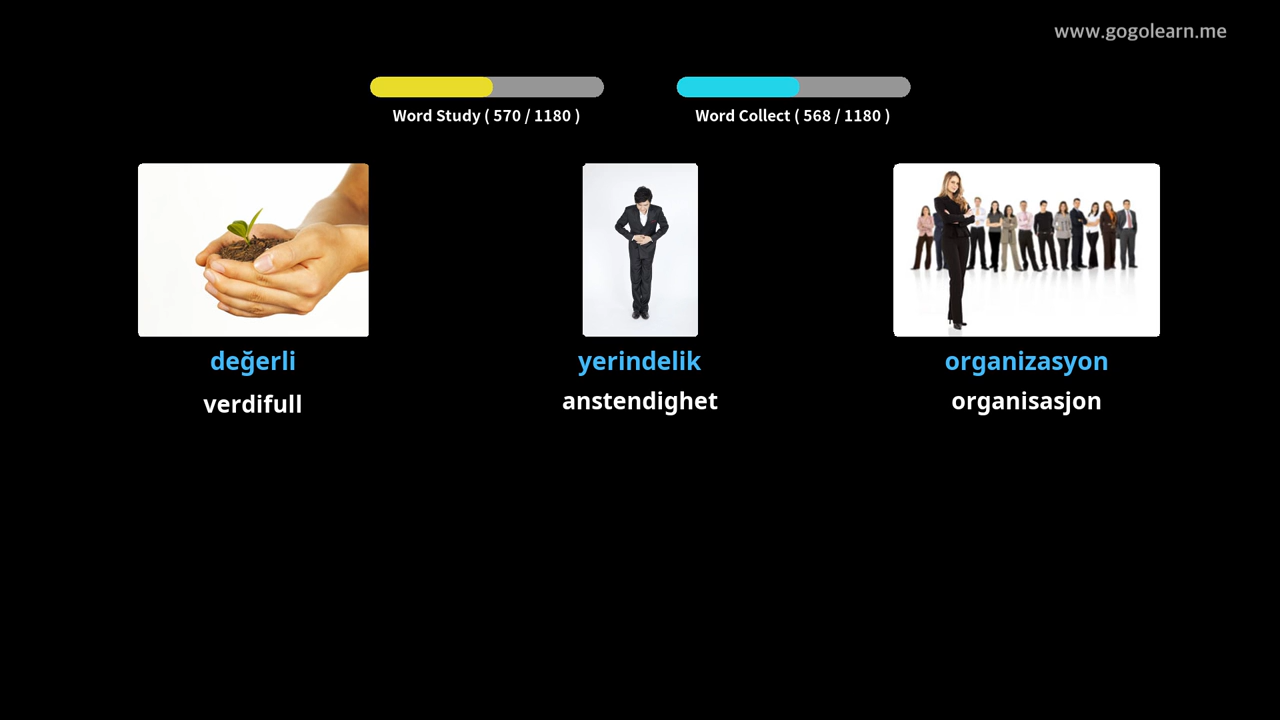 www.gogolearn.me
Word Study ( 570 / 1180 )
Word Collect ( 568 / 1180 )
değerli
yerindelik
organizasyon
verdifull
anstendighet
organisasjon